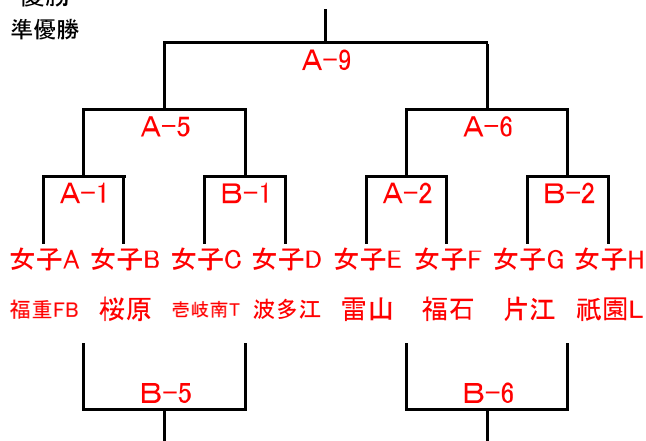 優勝
準優勝
A-9
A-5 A-6
A-1 B-1 A-2 B-2
女子A 女子B 女子C 女子D 女子E 女子F 女子G 女子H
福重FB 桜原 壱岐南T 波多江 雷山 福石 片江 祇園L
B-5 B-6